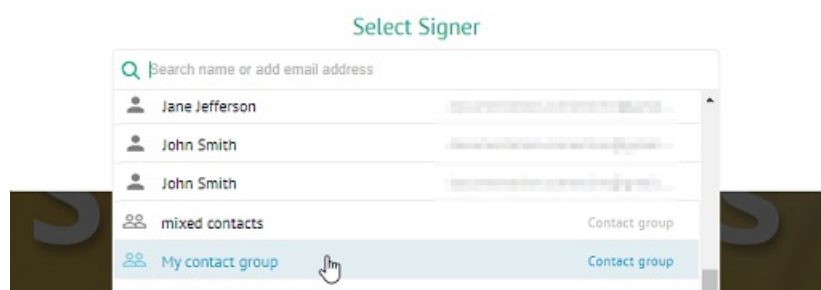 Select Signer
Search name or add email address
Jane Jefferson
John Smith
John Smith
mixed contacts Contact group
My contact group Contact group